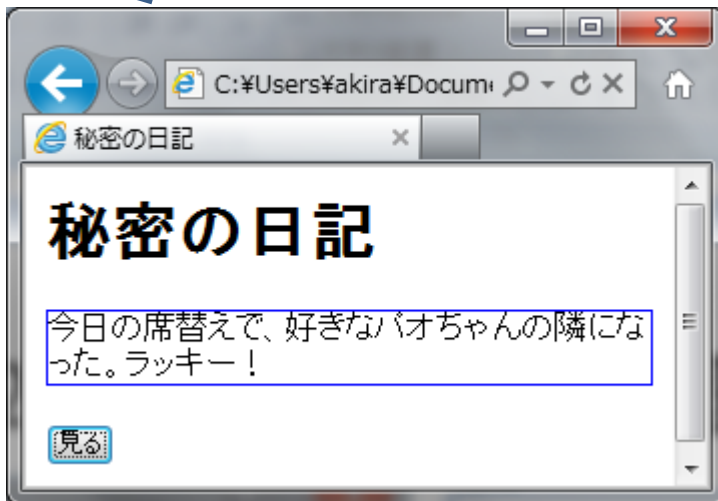 C:¥Users¥akira¥Docum
秘密の日記
秘密の日記
今日の席替えで、好きなパオちゃんの隣にな
った。ラッキー！
見る